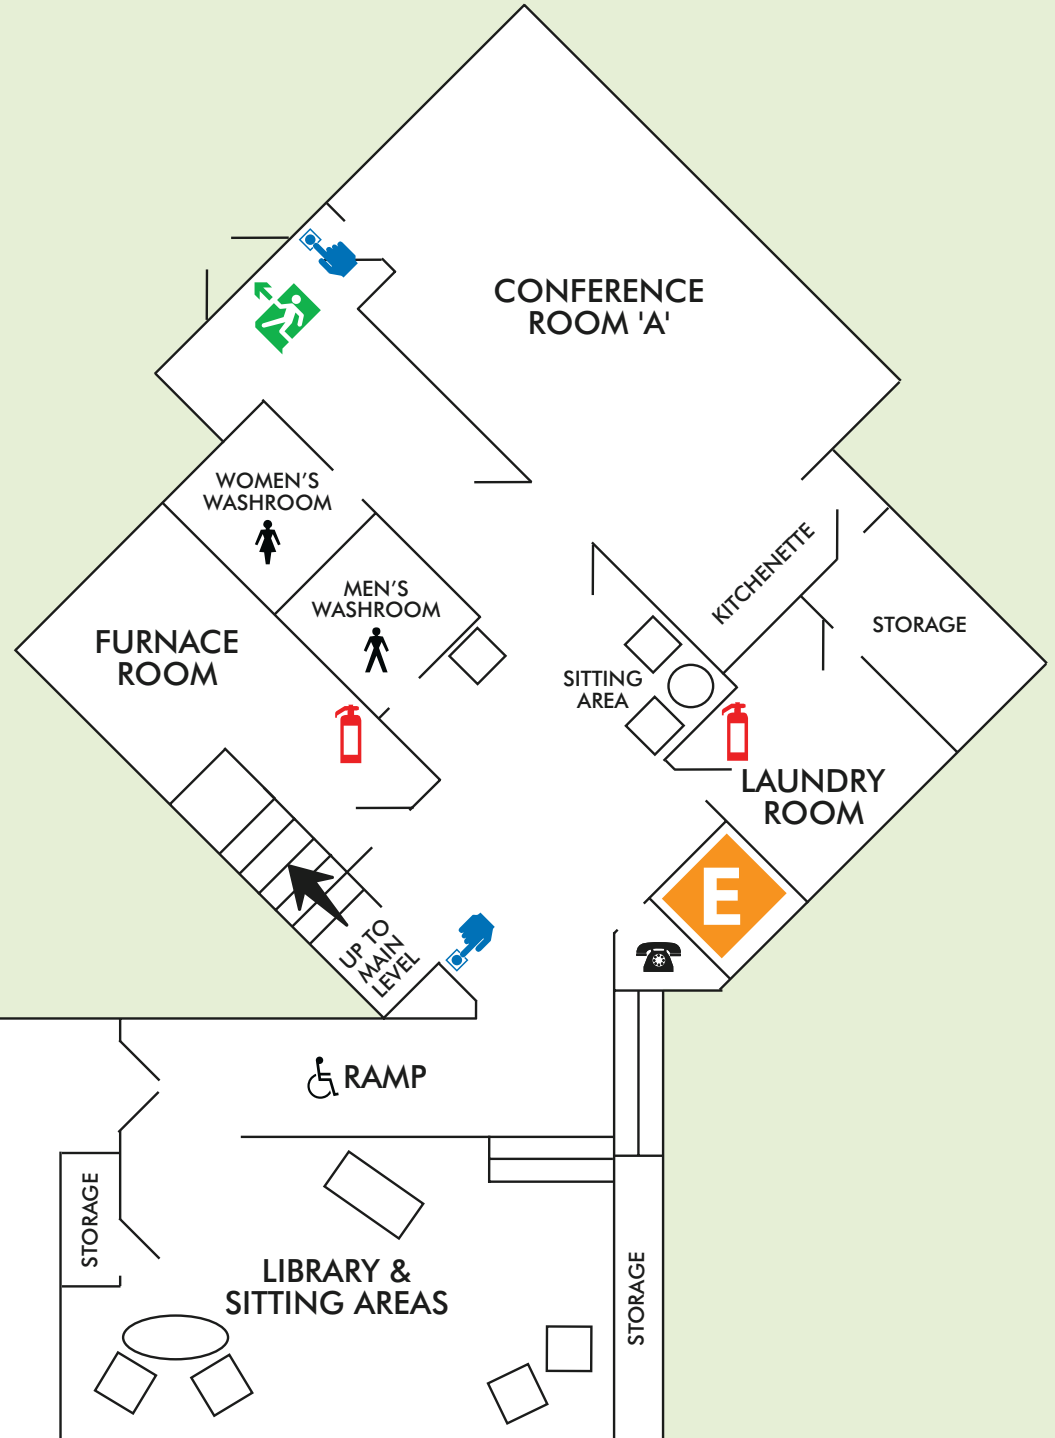 CONFERENCE
ROOM 'A'
WOMEN'S
WASHROOM
KITCHENETTE
MEN'S
WASHROOM
STORAGE
FURNACE
ROOM
SITTING
AREA
LAUNDRY
ROOM
E
UP TO
MAIN
LEVEL
RAMP
STORAGE
LIBRARY &
SITTING AREAS
STORAGE